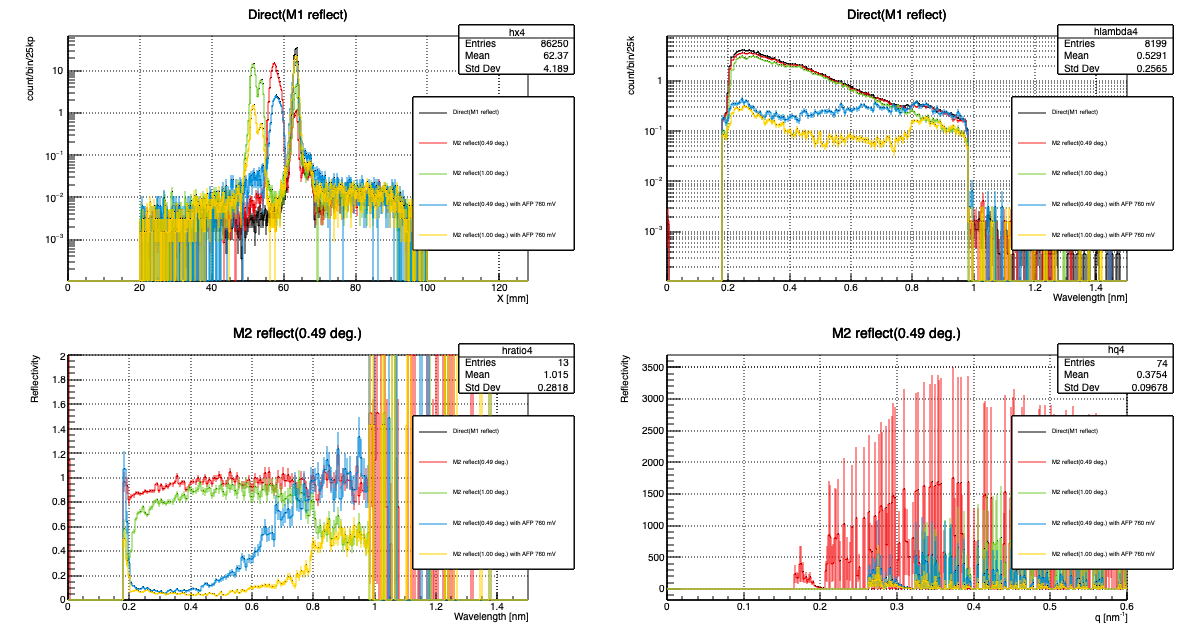 Direct(M1 reflect)
hx4
Entries 86250
Mean 62.37
Std Dev 4.189
count/bin/25kp
10
1
10⁻¹
10⁻²
10⁻³
Direct(M1 reflect)
M2 reflect(0.49 deg.)
M2 reflect(1.00 deg.)
M2 reflect(0.49 deg.) with AFP 760 mV
M2 reflect(1.00 deg.) with AFP 760 mV
0 20 40 60 80 100 120
X [mm]
Direct(M1 reflect)
hlambda4
Entries 8199
Mean 0.5291
Std Dev 0.2565
count/bin/25k
1
10⁻¹
10⁻²
10⁻³
Direct(M1 reflect)
M2 reflect(0.49 deg.)
M2 reflect(1.00 deg.)
M2 reflect(0.49 deg.) with AFP 760 mV
M2 reflect(1.00 deg.) with AFP 760 mV
0 0.2 0.4 0.6 0.8 1 1.2 1.4
Wavelength [nm]
M2 reflect(0.49 deg.)
hratio4
Entries 13
Mean 1.015
Std Dev 0.2818
Reflectivity
2
1.8
1.6
1.4
1.2
1
0.8
0.6
0.4
0.2
0
Direct(M1 reflect)
M2 reflect(0.49 deg.)
M2 reflect(1.00 deg.)
M2 reflect(0.49 deg.) with AFP 760 mV
M2 reflect(1.00 deg.) with AFP 760 mV
0 0.2 0.4 0.6 0.8 1 1.2 1.4
Wavelength [nm]
M2 reflect(0.49 deg.)
hq4
Entries 74
Mean 0.3754
Std Dev 0.09678
Reflectivity
3500
3000
2500
2000
1500
1000
500
0
Direct(M1 reflect)
M2 reflect(0.49 deg.)
M2 reflect(1.00 deg.)
M2 reflect(0.49 deg.) with AFP 760 mV
M2 reflect(1.00 deg.) with AFP 760 mV
0 0.1 0.2 0.3 0.4 0.5 0.6
q [nm⁻¹]